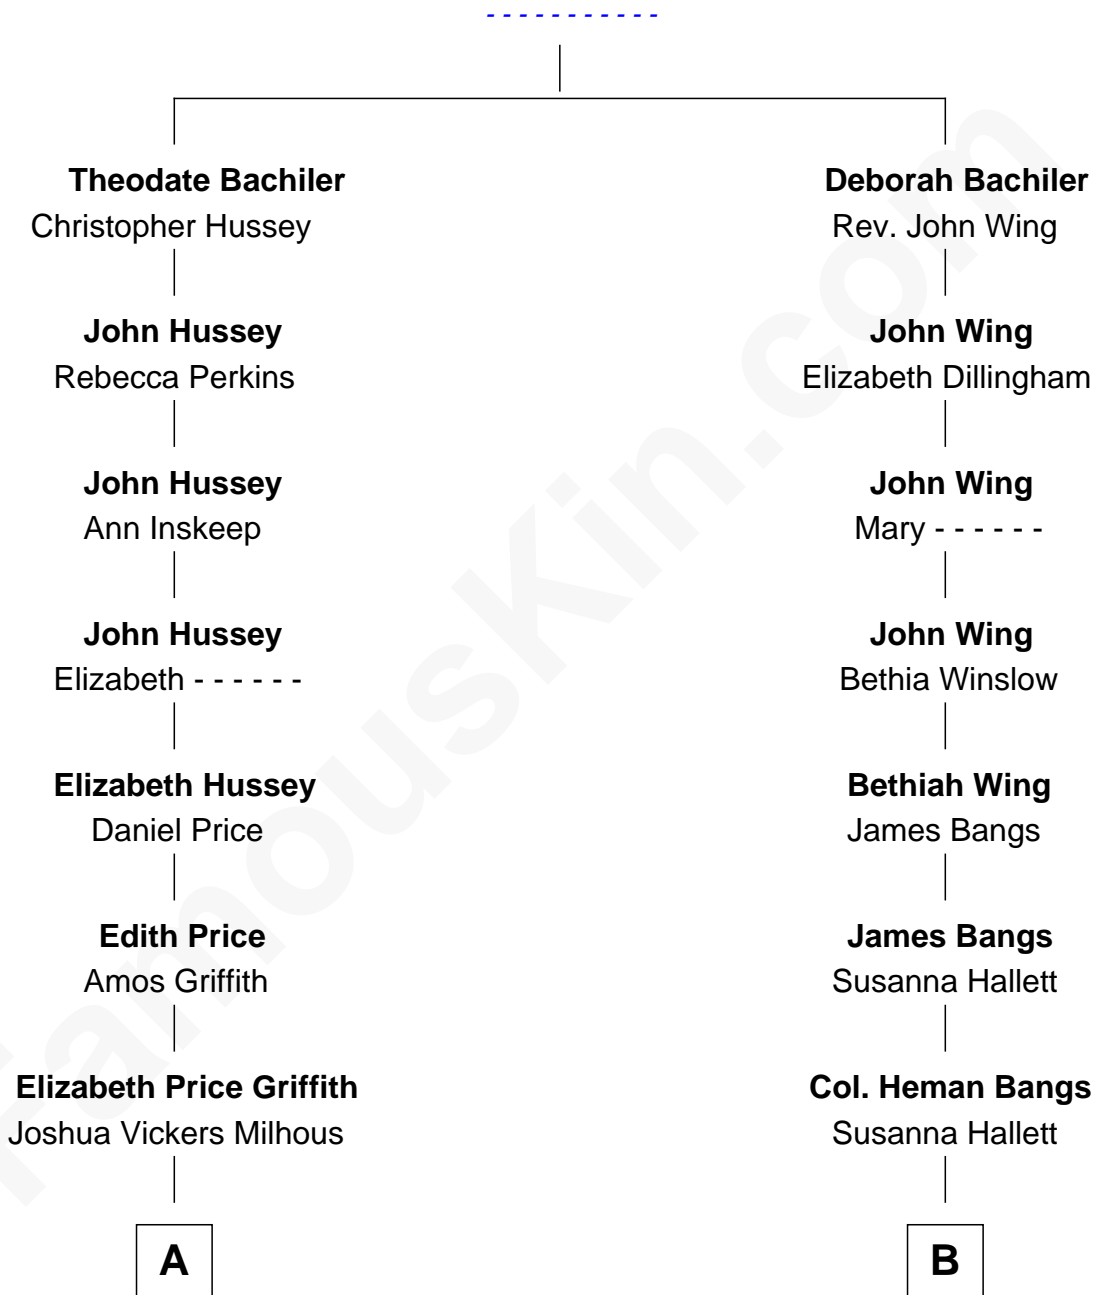 - - - - - - - - - - -
Theodate Bachiler
Christopher Hussey
Deborah Bachiler
Rev. John Wing
John Hussey
Rebecca Perkins
John Wing
Elizabeth Dillingham
John Hussey
Ann Inskeep
John Wing
Mary - - - - - -
John Hussey
Elizabeth - - - - - -
John Wing
Bethia Winslow
Elizabeth Hussey
Daniel Price
Bethiah Wing
James Bangs
Edith Price
Amos Griffith
James Bangs
Susanna Hallett
Elizabeth Price Griffith
Joshua Vickers Milhous
Col. Heman Bangs
Susanna Hallett
A
B
FamousKin.com